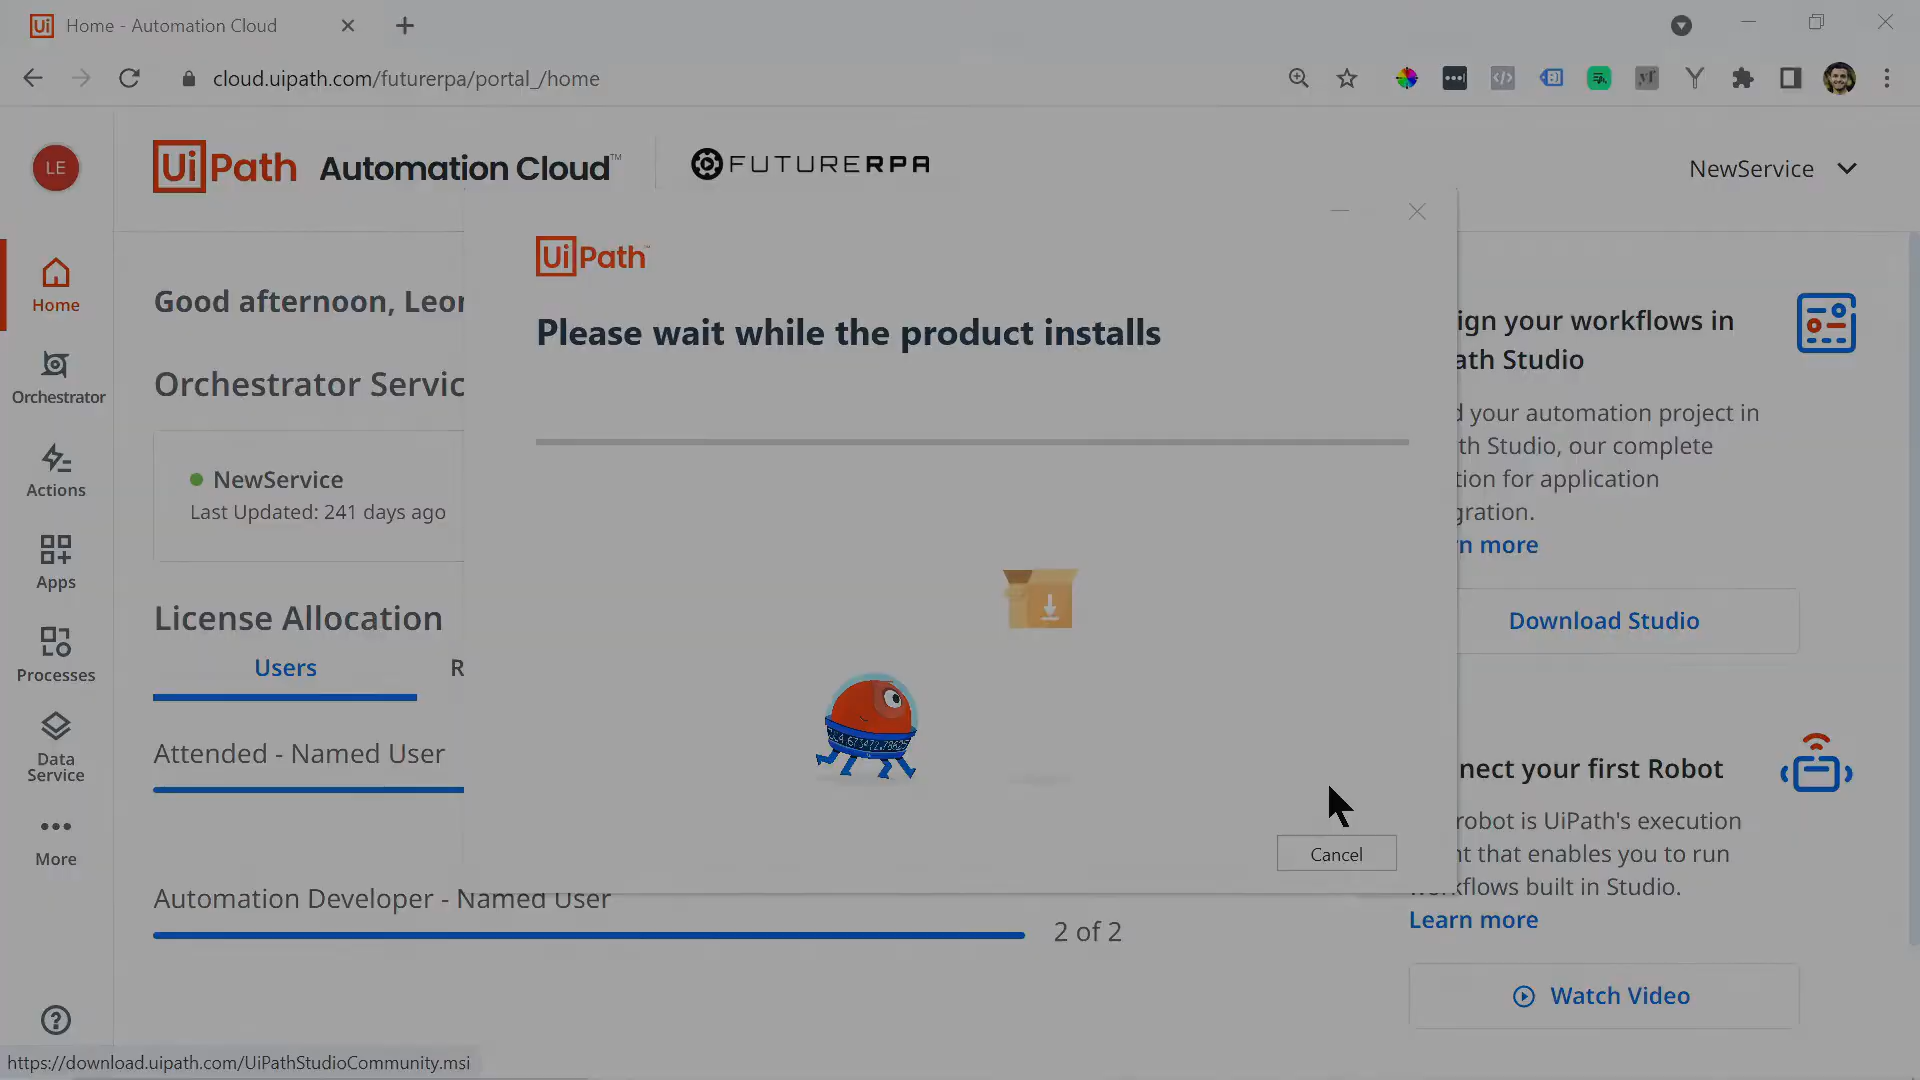 Home - Automation Cloud
cloud.uipath.com/futurerpa/portal_/home
LE
UiPath Automation Cloud™
FUTURERPA
NewService
Home
Orchestrator
Actions
Apps
Processes
Data
Service
More
Good afternoon, Leor
Orchestrator Servic
NewService
Last Updated: 241 days ago
License Allocation
Users
R
Attended - Named User
Automation Developer - Named User
2 of 2
UiPath™
Please wait while the product installs
Cancel
ign your workflows in
ath Studio
d your automation project in
th Studio, our complete
tion for application
gration.
n more
Download Studio
nect your first Robot
robot is UiPath's execution
nt that enables you to run
workflows built in Studio.
Learn more
Watch Video
https://download.uipath.com/UiPathStudioCommunity.msi